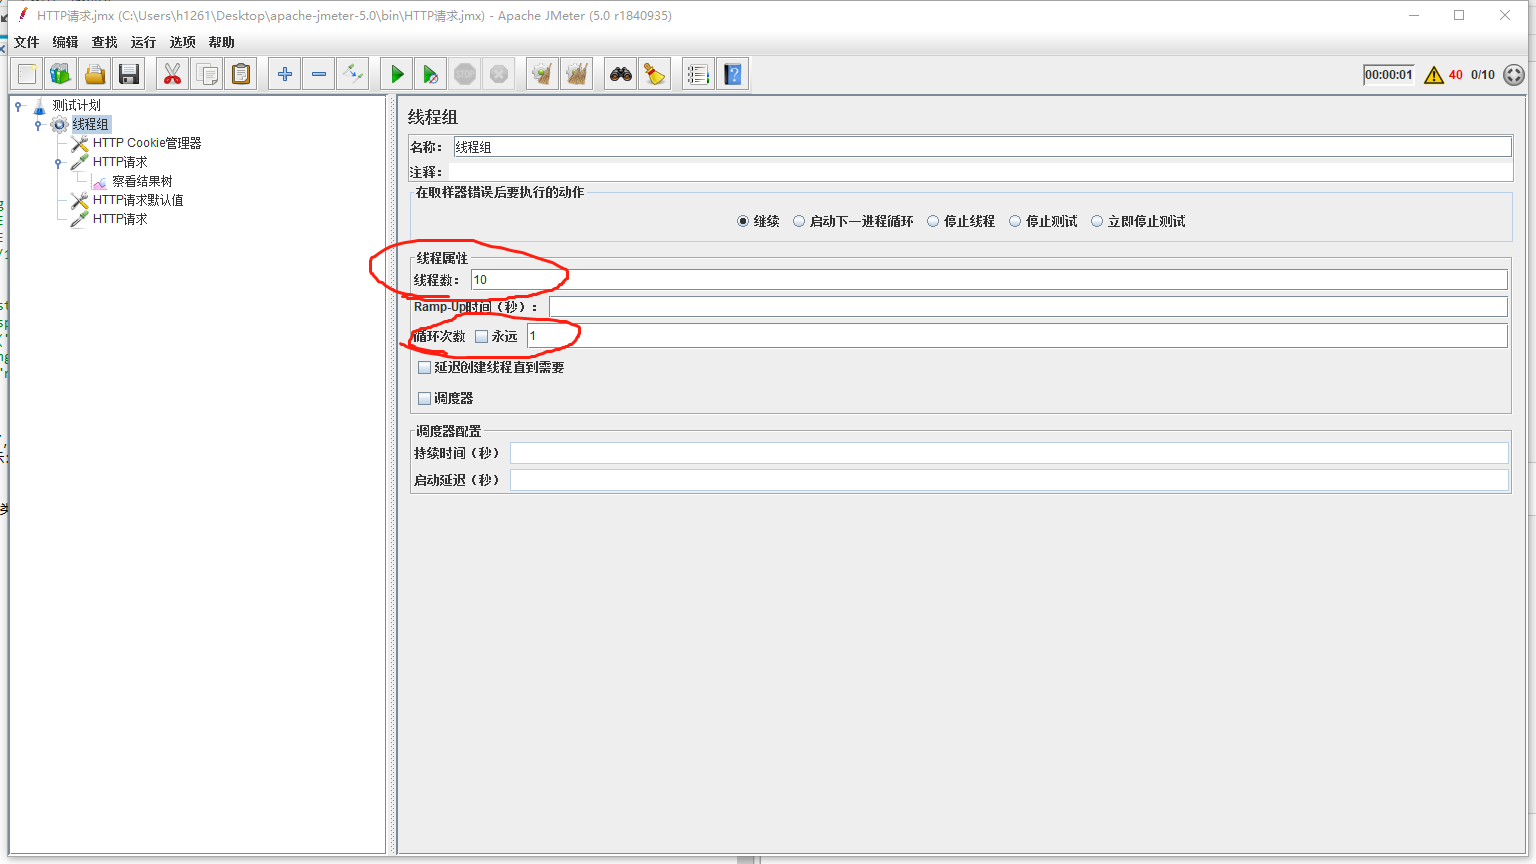 HTTP请求.jmx (C:\Users\h1261\Desktop\apache-jmeter-5.0\bin\HTTP请求.jmx) - Apache JMeter (5.0 r1840935)
文件 编辑 查找 运行 选项 帮助
STOP
00:00:01 40 0/10
测试计划
线程组
HTTP Cookie管理器
HTTP请求
察看结果树
HTTP请求默认值
HTTP请求
线程组
名称： 线程组
注释：
在取样器错误后要执行的动作
继续 启动下一进程循环 停止线程 停止测试 立即停止测试
线程属性
线程数： 10
Ramp-Up时间（秒）：
循环次数 永远 1
延迟创建线程直到需要
调度器
调度器配置
持续时间（秒）
启动延迟（秒）